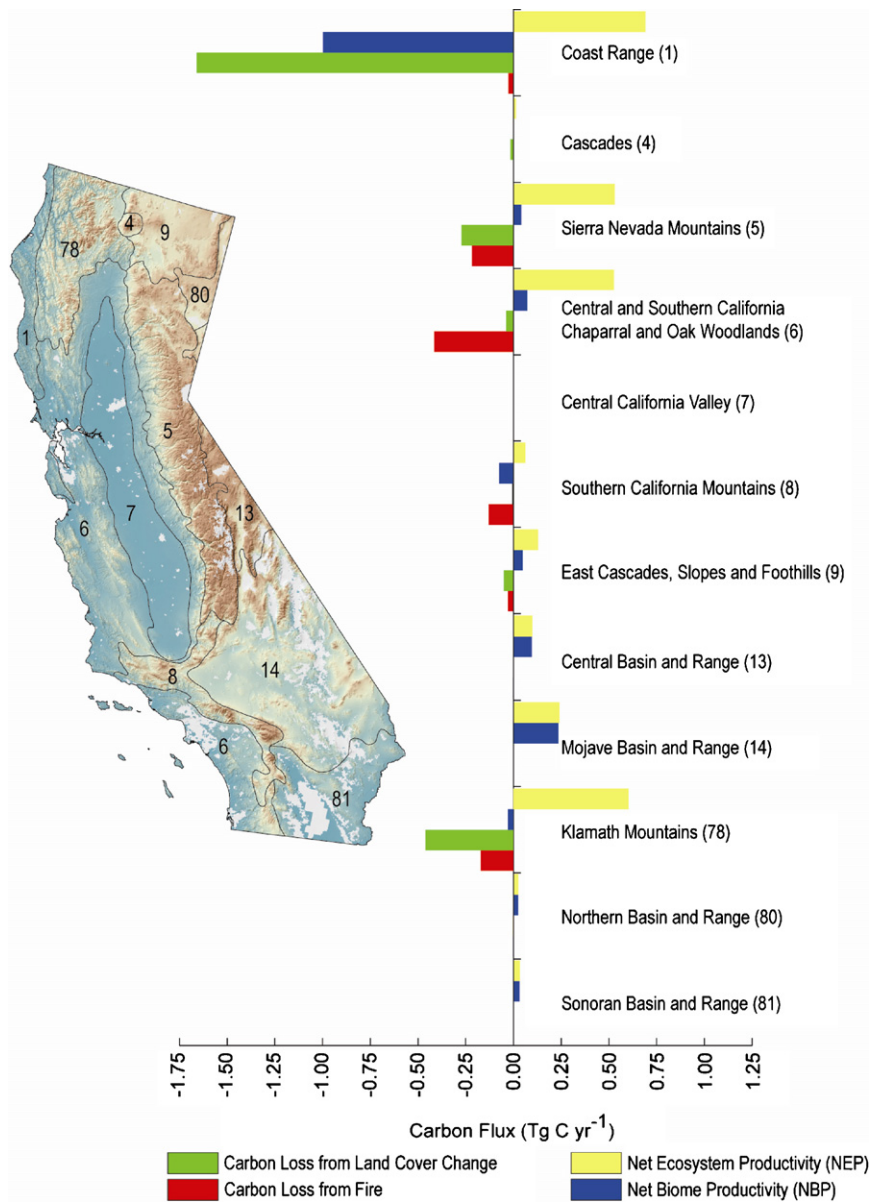 Coast Range (1)
Cascades (4)
Sierra Nevada Mountains (5)
Central and Southern California
Chaparral and Oak Woodlands (6)
Central California Valley (7)
Southern California Mountains (8)
East Cascades, Slopes and Foothills (9)
Central Basin and Range (13)
Mojave Basin and Range (14)
Klamath Mountains (78)
Northern Basin and Range (80)
Sonoran Basin and Range (81)
4
9
78
80
1
5
6
7
13
8
14
6
81
-1.75 -1.50 -1.25 -1.00 -0.75 -0.50 -0.25 0.00 0.25 0.50 0.75 1.00 1.25
Carbon Flux (Tg C yr⁻¹)
Carbon Loss from Land Cover Change
Carbon Loss from Fire
Net Ecosystem Productivity (NEP)
Net Biome Productivity (NBP)